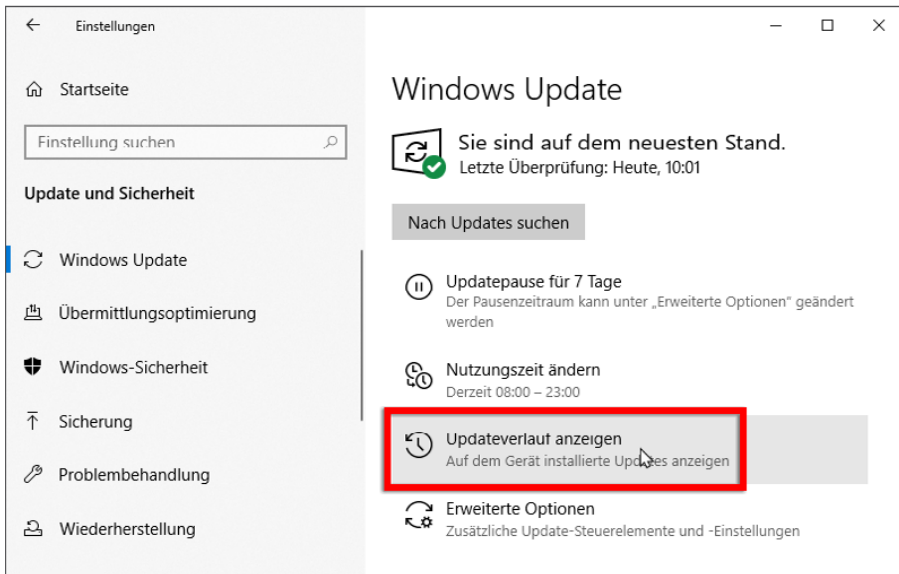 Einstellungen
Startseite
Einstellung suchen
Update und Sicherheit
Windows Update
Übermittlungsoptimierung
Windows-Sicherheit
Sicherung
Problembehandlung
Wiederherstellung
Windows Update
Sie sind auf dem neuesten Stand.
Letzte Überprüfung: Heute, 10:01
Nach Updates suchen
Updatepause für 7 Tage
Der Pausenzeitraum kann unter „Erweiterte Optionen“ geändert
werden
Nutzungszeit ändern
Derzeit 08:00 – 23:00
Updateverlauf anzeigen
Auf dem Gerät installierte Updates anzeigen
Erweiterte Optionen
Zusätzliche Update-Steuerelemente und -Einstellungen